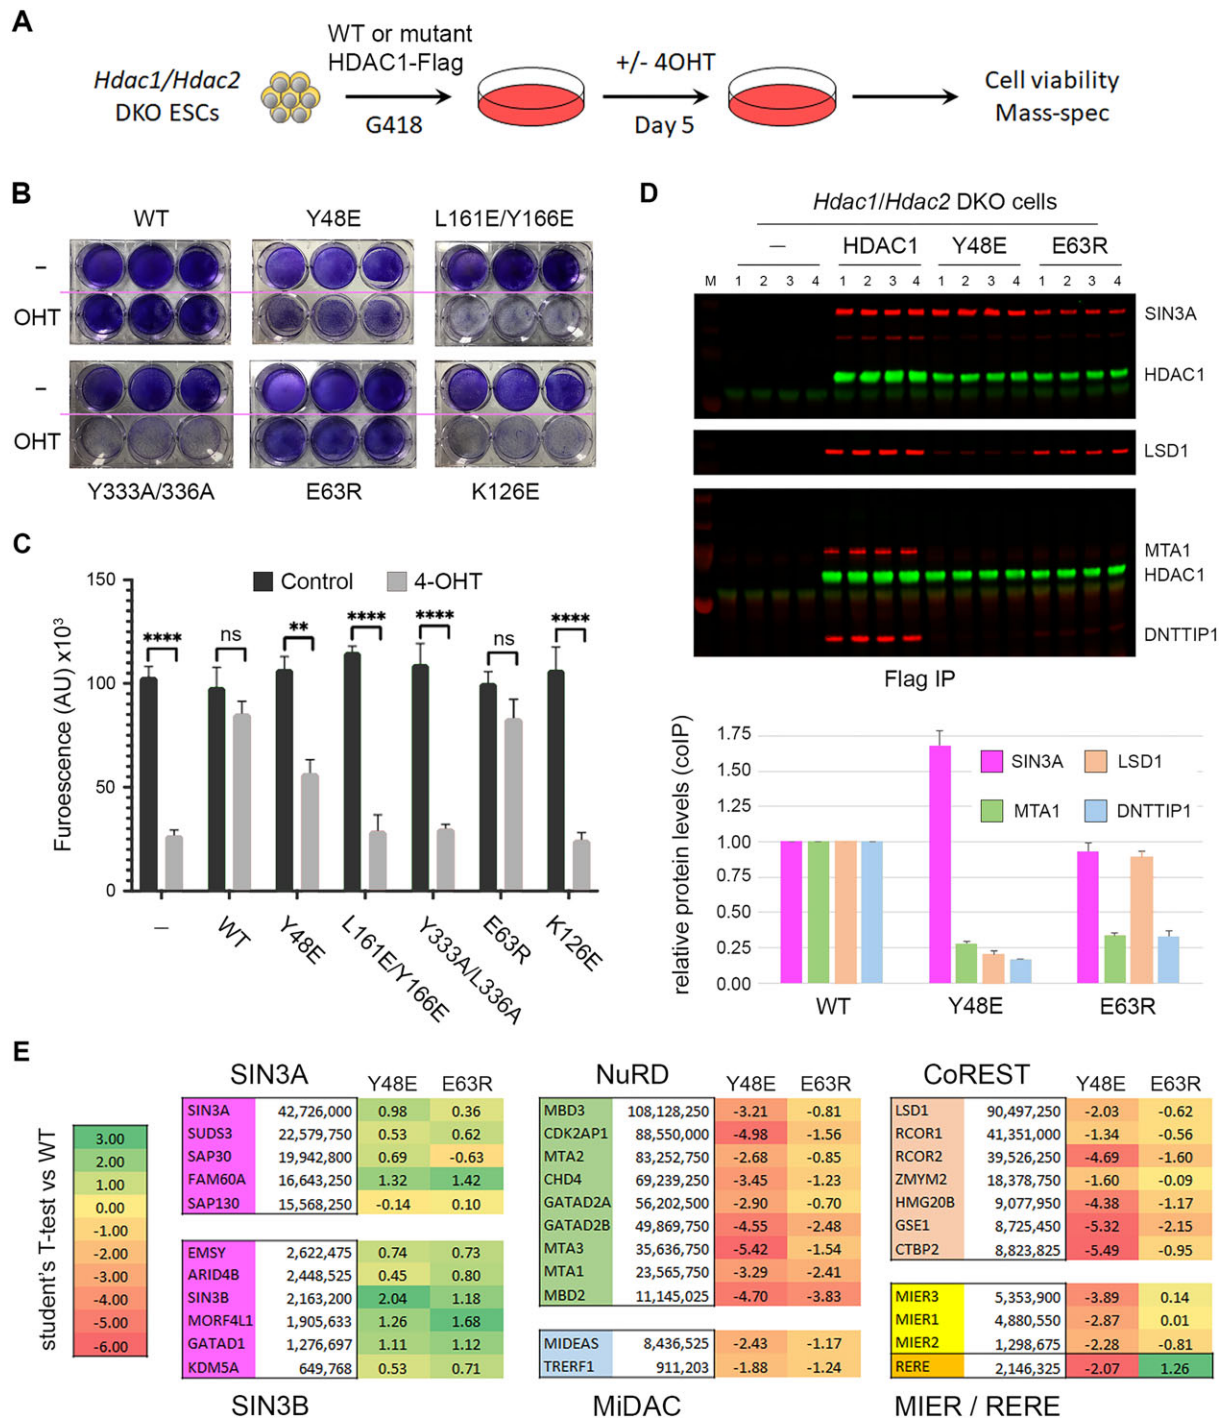 A
Hdac1/Hdac2
DKO ESCs
WT or mutant
HDAC1-Flag
G418
+/- 4OHT
Day 5
Cell viability
Mass-spec
B
WT Y48E L161E/Y166E
–
OHT
–
OHT
Y333A/336A E63R K126E
C
Control 4-OHT
Furoescence (AU) x10³
150
100
50
0
**** ns ** **** **** ns ****
–
WT
Y48E
L161E/Y166E
Y333A/L336A
E63R
K126E
D
Hdac1/Hdac2 DKO cells
– HDAC1 Y48E E63R
M 1 2 3 4 1 2 3 4 1 2 3 4 1 2 3 4
SIN3A
HDAC1
LSD1
MTA1
HDAC1
DNTTIP1
Flag IP
relative protein levels (coIP)
1.75
1.50
1.25
1.00
0.75
0.50
0.25
0.00
SIN3A LSD1
MTA1 DNTTIP1
WT Y48E E63R
E
student's T-test vs WT
3.00
2.00
1.00
0.00
-1.00
-2.00
-3.00
-4.00
-5.00
-6.00
SIN3A Y48E E63R
SIN3A 42,726,000 0.98 0.36
SUDS3 22,579,750 0.53 0.62
SAP30 19,942,800 0.69 -0.63
FAM60A 16,643,250 1.32 1.42
SAP130 15,568,250 -0.14 0.10
EMSY 2,622,475 0.74 0.73
ARID4B 2,448,525 0.45 0.80
SIN3B 2,163,200 2.04 1.18
MORF4L1 1,905,633 1.26 1.68
GATAD1 1,276,697 1.11 1.12
KDM5A 649,768 0.53 0.71
SIN3B
NuRD Y48E E63R
MBD3 108,128,250 -3.21 -0.81
CDK2AP1 88,550,000 -4.98 -1.56
MTA2 83,252,750 -2.68 -0.85
CHD4 69,239,250 -3.45 -1.23
GATAD2A 56,202,500 -2.90 -0.70
GATAD2B 49,869,750 -4.55 -2.48
MTA3 35,636,750 -5.42 -1.54
MTA1 23,565,750 -3.29 -2.41
MBD2 11,145,025 -4.70 -3.83
MIDEAS 8,436,525 -2.43 -1.17
TRERF1 911,203 -1.88 -1.24
MiDAC
CoREST Y48E E63R
LSD1 90,497,250 -2.03 -0.62
RCOR1 41,351,000 -1.34 -0.56
RCOR2 39,526,250 -4.69 -1.60
ZMYM2 18,378,750 -1.60 -0.09
HMG20B 9,077,950 -4.38 -1.17
GSE1 8,725,450 -5.32 -2.15
CTBP2 8,823,825 -5.49 -0.95
MIER3 5,353,900 -3.89 0.14
MIER1 4,880,550 -2.87 0.01
MIER2 1,298,675 -2.28 -0.81
RERE 2,146,325 -2.07 1.26
MIER / RERE